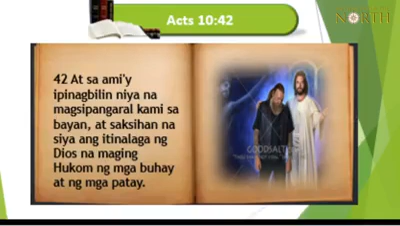 Acts 10:42
NORTH
42 At sa ami'y
ipinagbilin niya na
magsipangaral kami sa
bayan, at saksihan na
siya ang itinalaga ng
Dios na maging
Hukom ng mga buhay
at ng mga patay.
GOODSALT